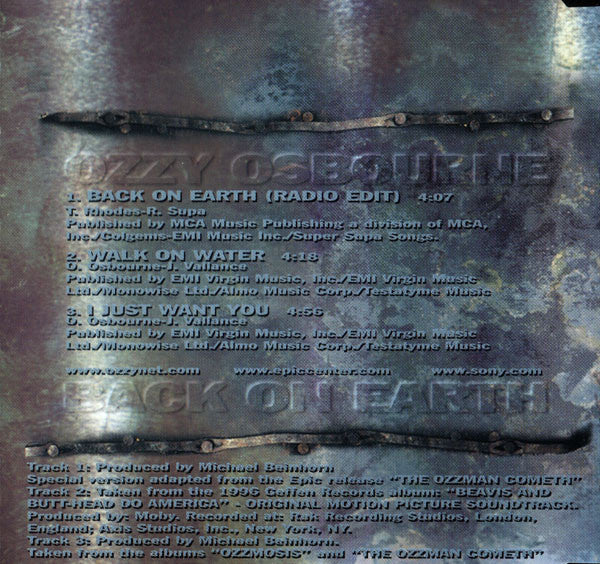 OZZY OSBOURNE
1. BACK ON EARTH (RADIO EDIT) 4:07
T. Rhodes-R. Supa
Published by MCA Music Publishing a division of MCA,
Inc./Colgems-EMI Music Inc./Super Supa Songs.
2. WALK ON WATER 4:18
O. Osbourne-J. Vallance
Published by EMI Virgin Music, Inc./EMI Virgin Music
Ltd./Monowise Ltd./Almo Music Corp./Testatyme Music
3. I JUST WANT YOU 4:56
O. Osbourne-J. Vallance
Published by EMI Virgin Music, Inc./EMI Virgin Music
Ltd./Monowise Ltd./Almo Music Corp./Testatyme Music
www.ozzynet.com www.epiccenter.com www.sony.com
BACK ON EARTH
Track 1: Produced by Michael Beinhorn
Special version adapted from the Epic release "THE OZZMAN COMETH"
Track 2: Taken from the 1996 Geffen Records album: "BEAVIS AND
BUTT-HEAD DO AMERICA" - ORIGINAL MOTION PICTURE SOUNDTRACK.
Produced by: Moby. Recorded at: Rak Recording Studios, London,
England; Axis Studios, Inc., New York, NY.
Track 3: Produced by Michael Beinhorn.
Taken from the albums "OZZMOSIS" and "THE OZZMAN COMETH"